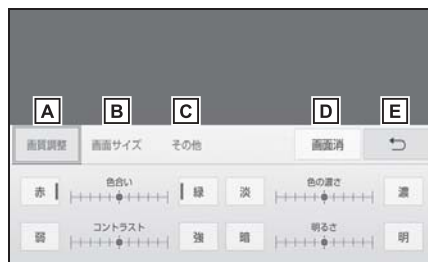 A B C D E
画質調整 画面サイズ その他 画面消
赤 色合い 緑 淡 色の濃さ 濃
弱 コントラスト 強 暗 明るさ 明